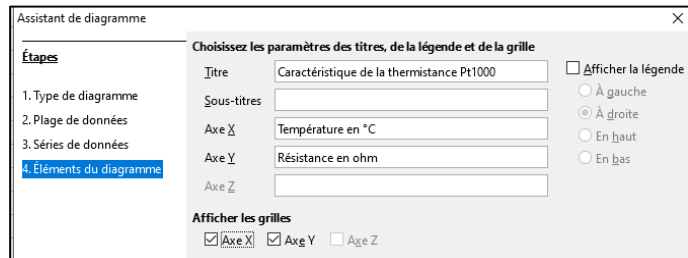 Assistant de diagramme
Étapes
1. Type de diagramme
2. Plage de données
3. Séries de données
4. Éléments du diagramme
Choisissez les paramètres des titres, de la légende et de la grille
Titre Caractéristique de la thermistance Pt1000
Sous-titres
Axe X Température en °C
Axe Y Résistance en ohm
Axe Z
Afficher la légende
À gauche
À droite
En haut
En bas
Afficher les grilles
Axe X Axe Y Axe Z